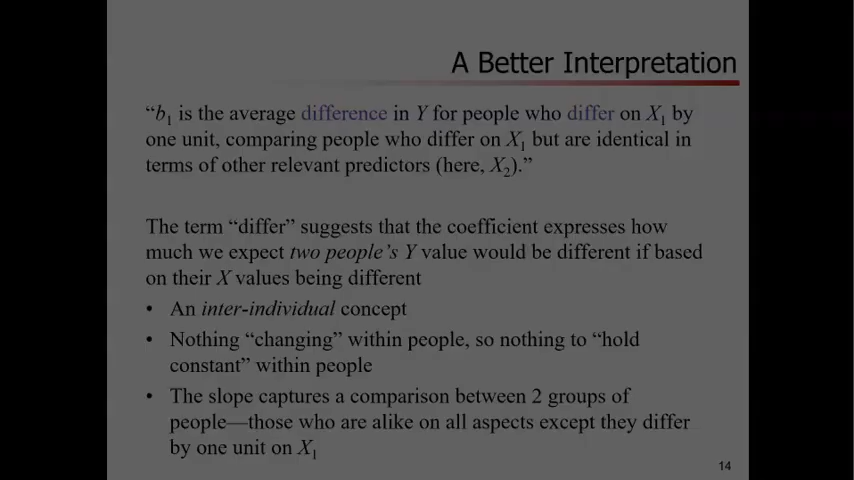 A Better Interpretation
“b1 is the average difference in Y for people who differ on X1 by
one unit, comparing people who differ on X1 but are identical in
terms of other relevant predictors (here, X2).”
The term “differ” suggests that the coefficient expresses how
much we expect two people’s Y value would be different if based
on their X values being different
• An inter-individual concept
• Nothing “changing” within people, so nothing to “hold
constant” within people
• The slope captures a comparison between 2 groups of
people—those who are alike on all aspects except they differ
by one unit on X1
14